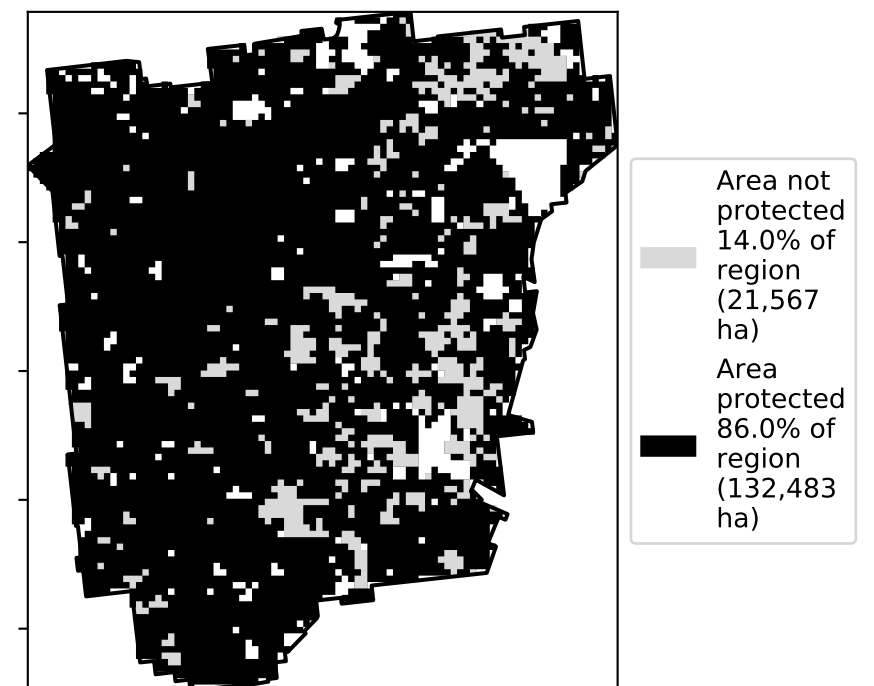 Area not
protected
14.0% of
region
(21,567
ha)
Area
protected
86.0% of
region
(132,483
ha)